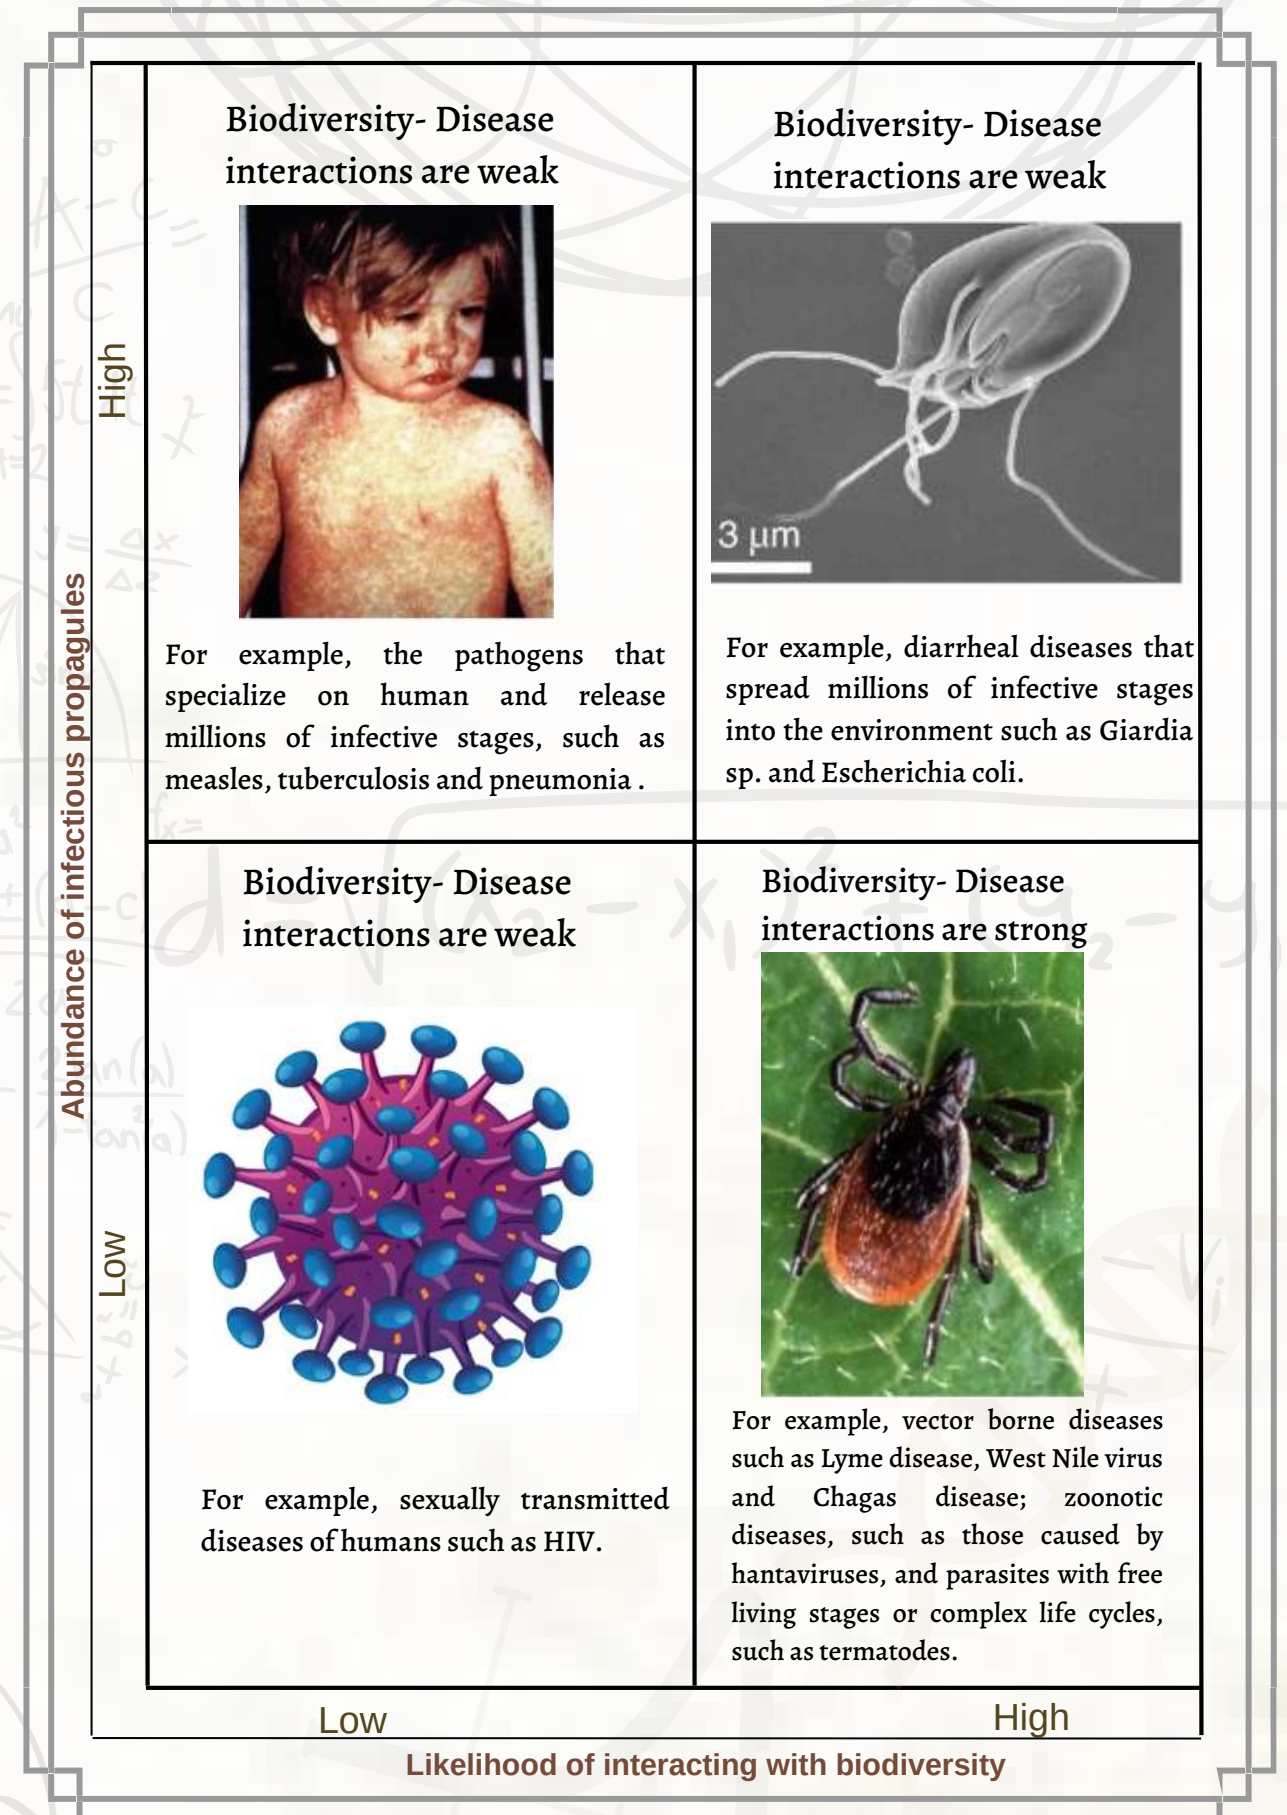 Biodiversity- Disease
interactions are weak
For example, the pathogens that
specialize on human and release
millions of infective stages, such as
measles, tuberculosis and pneumonia .
Biodiversity- Disease
interactions are weak
3 μm
For example, diarrheal diseases that
spread millions of infective stages
into the environment such as Giardia
sp. and Escherichia coli.
High
Abundance of infectious propagules
Low
Biodiversity- Disease
interactions are weak
For example, sexually transmitted
diseases of humans such as HIV.
Biodiversity- Disease
interactions are strong
For example, vector borne diseases
such as Lyme disease, West Nile virus
and Chagas disease; zoonotic
diseases, such as those caused by
hantaviruses, and parasites with free
living stages or complex life cycles,
such as termatodes.
Low
High
Likelihood of interacting with biodiversity